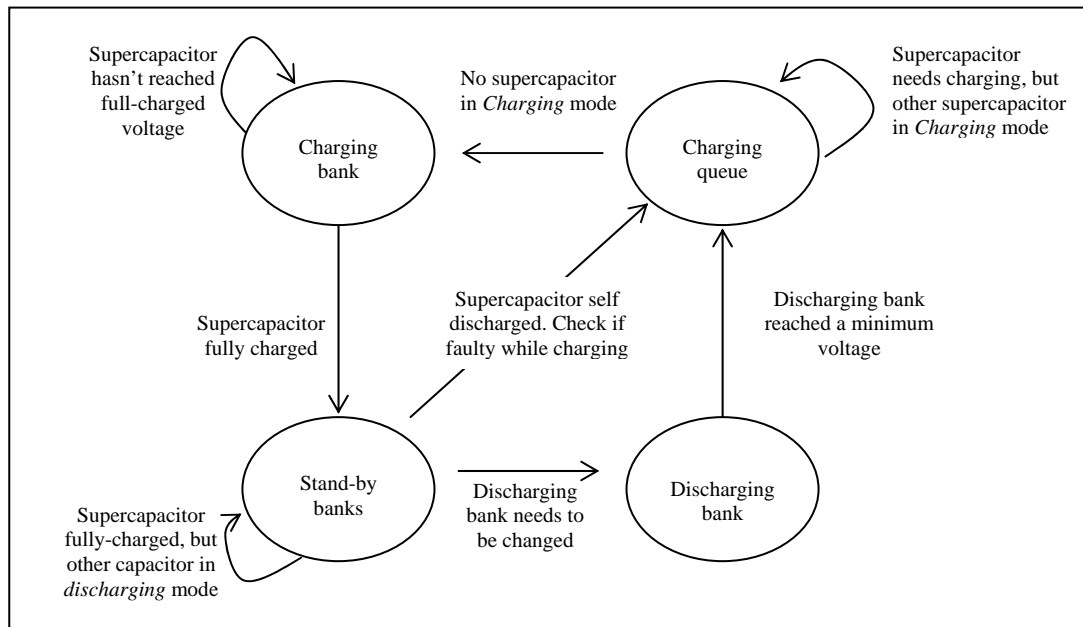 Supercapacitor
hasn't reached
full-charged
voltage
No supercapacitor
in Charging mode
Supercapacitor
needs charging, but
other supercapacitor
in Charging mode
Charging
bank
Charging
queue
Supercapacitor
fully charged
Supercapacitor self
discharged. Check if
faulty while charging
Discharging bank
reached a minimum
voltage
Stand-by
banks
Discharging
bank
Supercapacitor
fully-charged, but
other capacitor in
discharging mode
Discharging
bank needs to
be changed